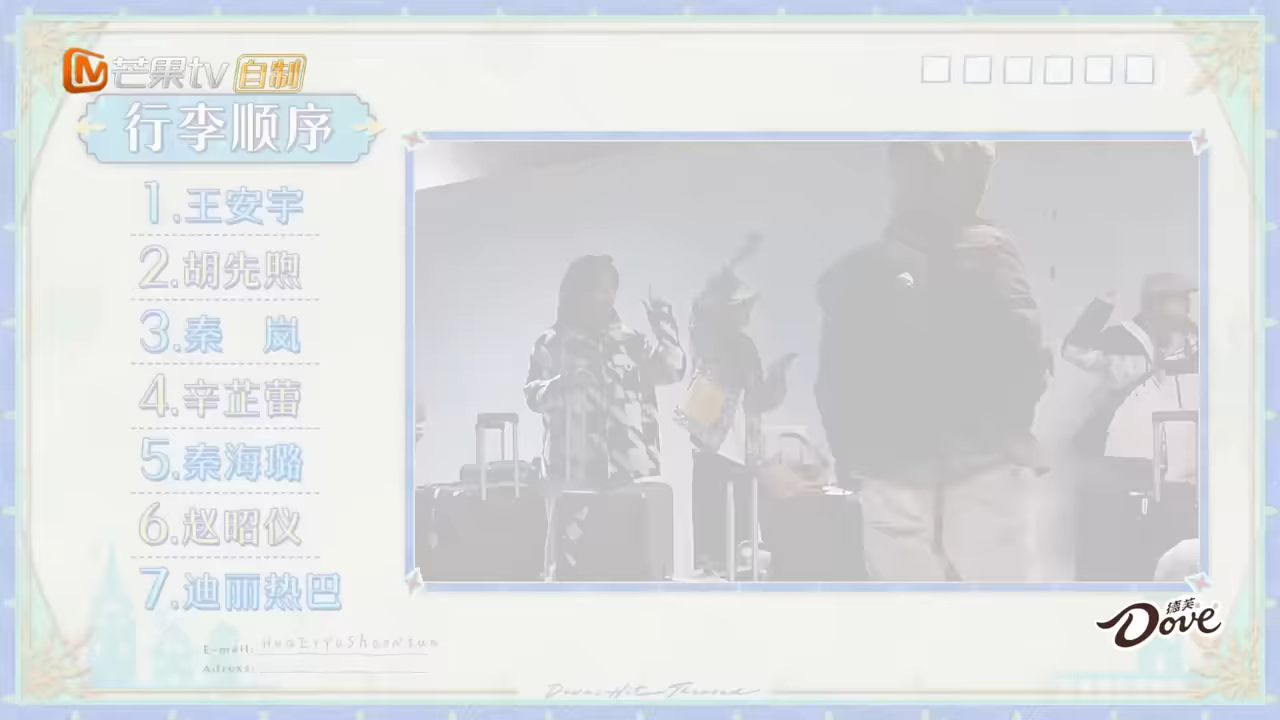 芒果tv 自制
行李顺序
1.王安宇
2.胡先煦
3.秦 岚
4.辛芷蕾
5.秦海璐
6.赵昭仪
7.迪丽热巴
E-mail: HuaErYuShaoNian
Adress:
德芙®
Dove®